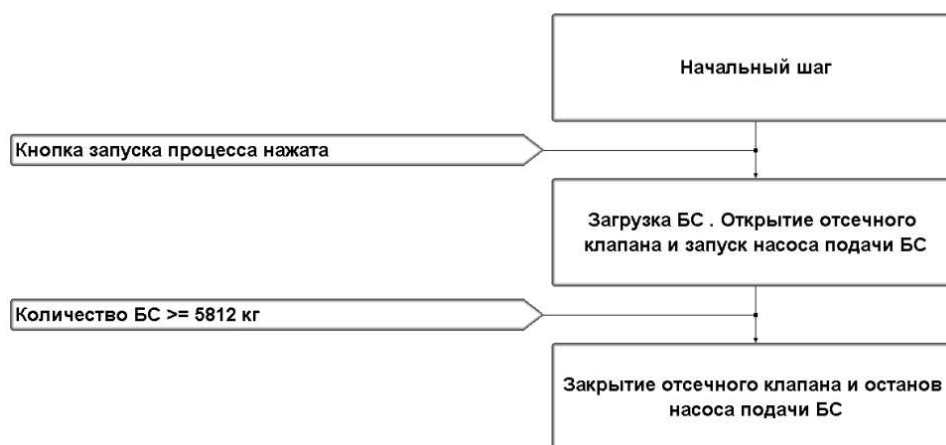 Начальный шаг
Кнопка запуска процесса нажата
Загрузка БС . Открытие отсечного
клапана и запуск насоса подачи БС
Количество БС >= 5812 кг
Закрытие отсечного клапана и останов
насоса подачи БС